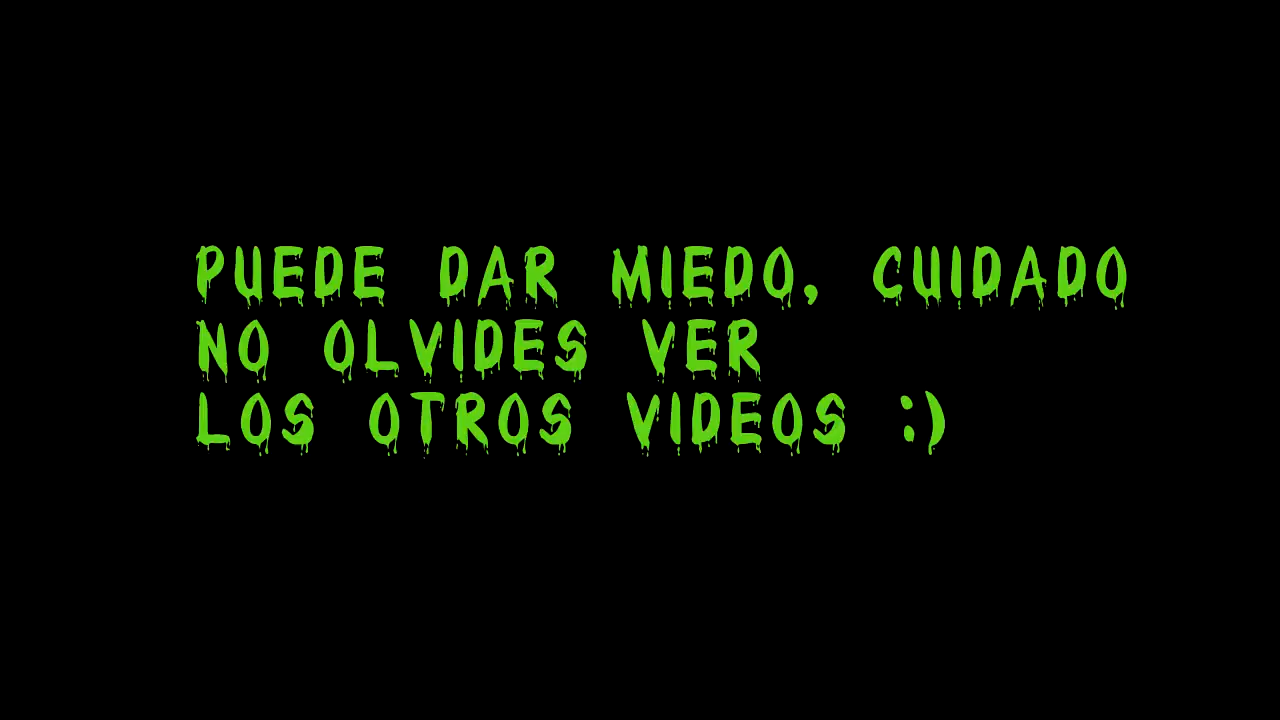 PUEDE DAR MIEDO, CUIDADO
NO OLVIDES VER
LOS OTROS VIDEOS :)